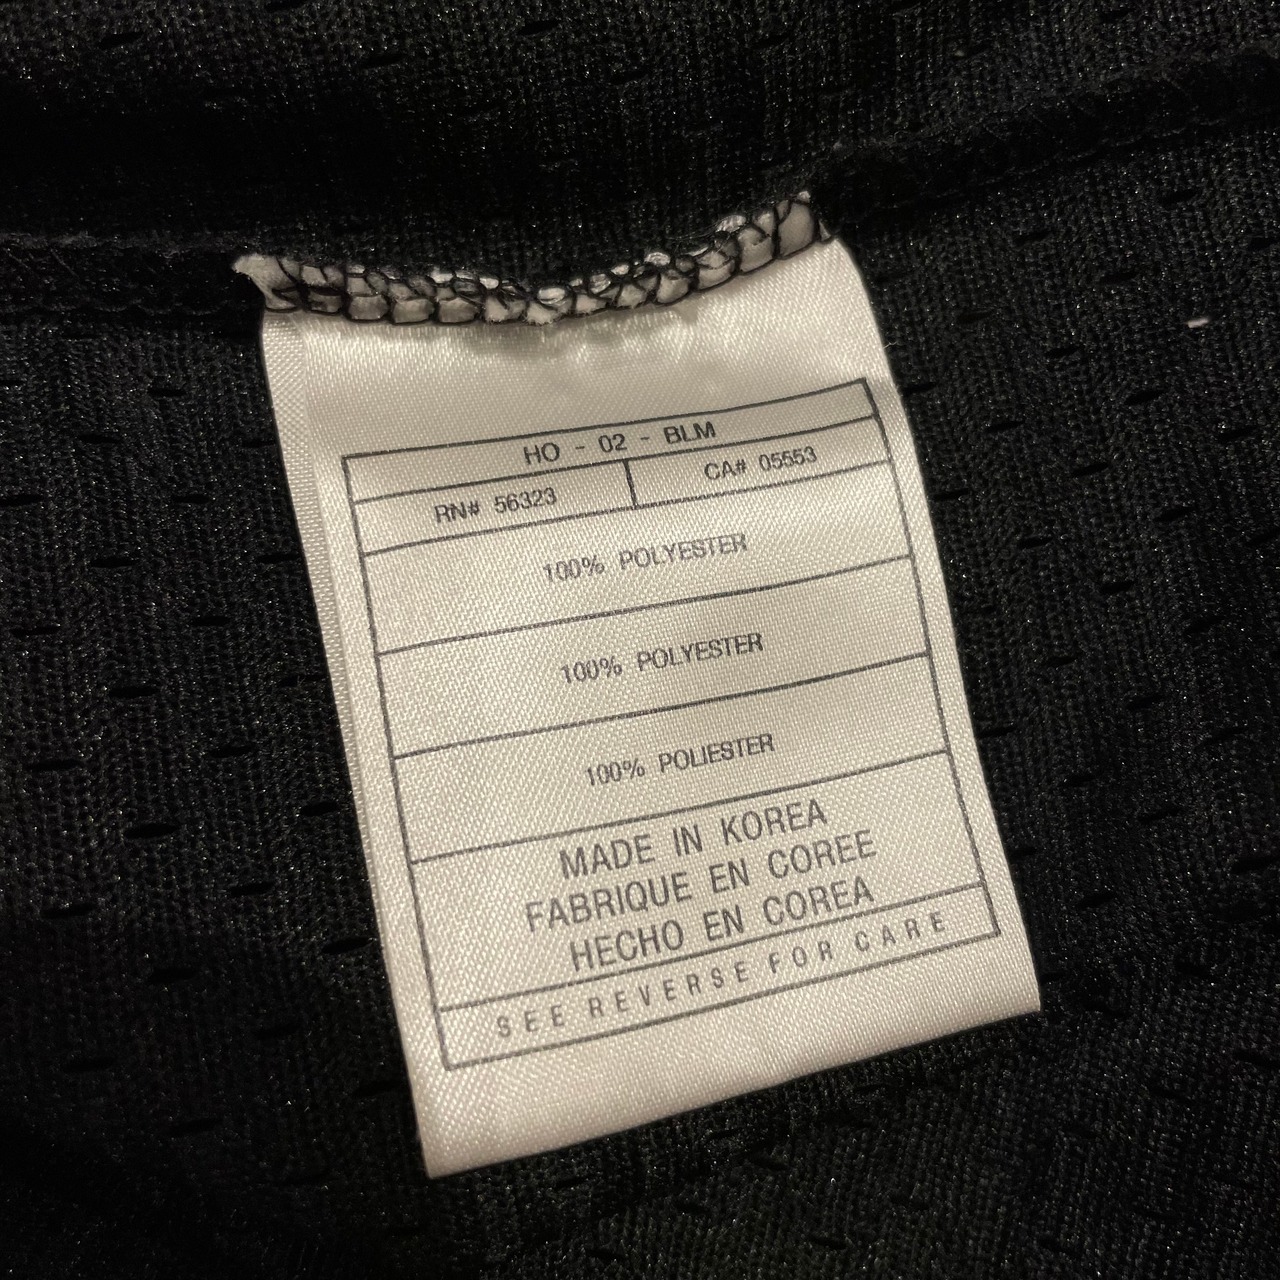 HO - 02 - BLM
RN# 56323 CA# 05553
100% POLYESTER
100% POLYESTER
100% POLIESTER
MADE IN KOREA
FABRIQUE EN COREE
HECHO EN COREA
SEE REVERSE FOR CARE